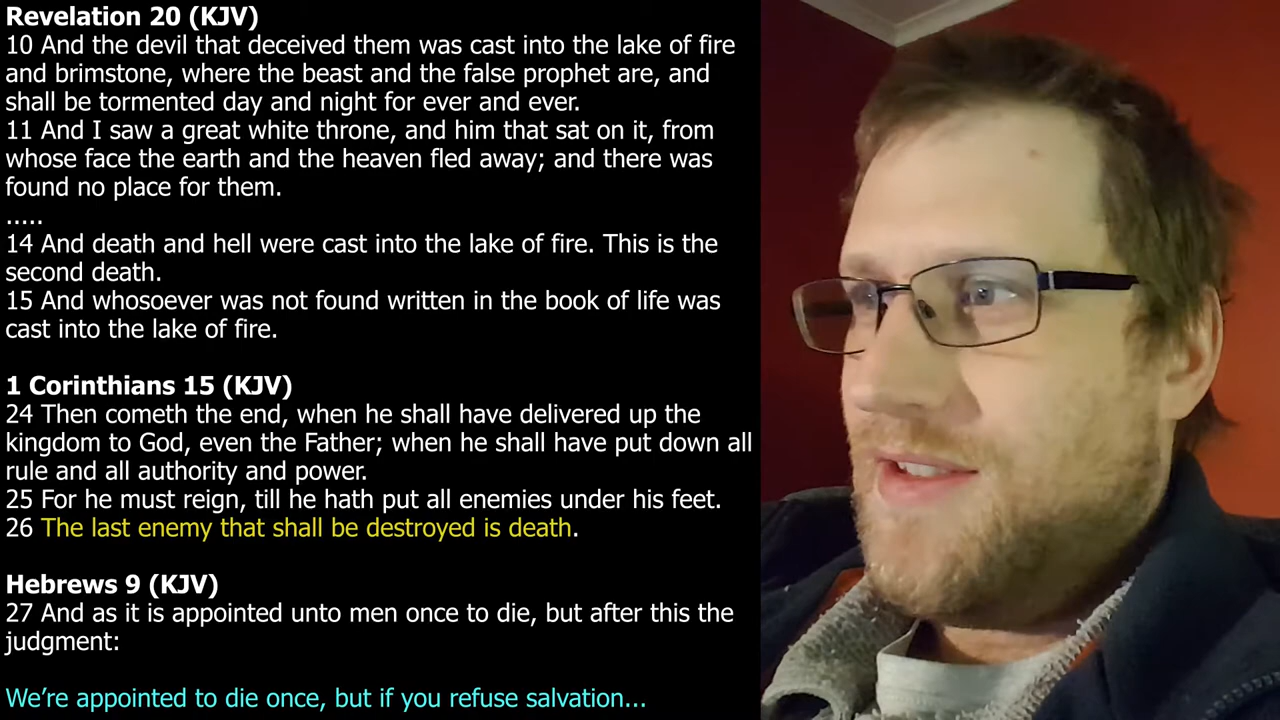 Revelation 20 (KJV)
10 And the devil that deceived them was cast into the lake of fire
and brimstone, where the beast and the false prophet are, and
shall be tormented day and night for ever and ever.
11 And I saw a great white throne, and him that sat on it, from
whose face the earth and the heaven fled away; and there was
found no place for them.
.....
14 And death and hell were cast into the lake of fire. This is the
second death.
15 And whosoever was not found written in the book of life was
cast into the lake of fire.
1 Corinthians 15 (KJV)
24 Then cometh the end, when he shall have delivered up the
kingdom to God, even the Father; when he shall have put down all
rule and all authority and power.
25 For he must reign, till he hath put all enemies under his feet.
26 The last enemy that shall be destroyed is death.
Hebrews 9 (KJV)
27 And as it is appointed unto men once to die, but after this the
judgment:
We’re appointed to die once, but if you refuse salvation...